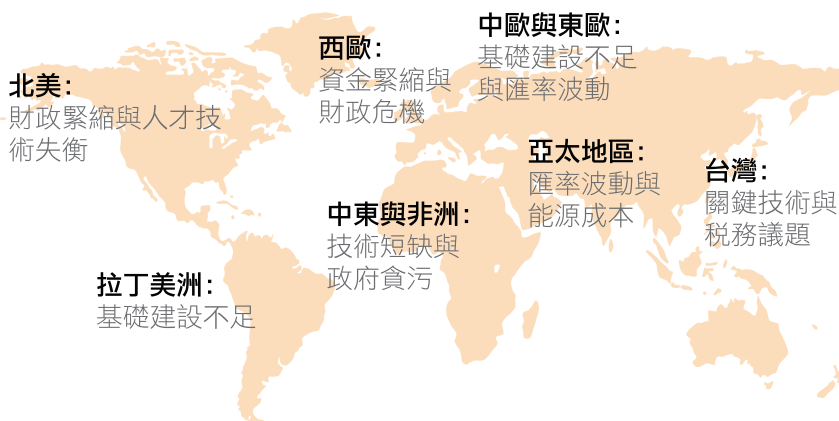 中歐與東歐：
基礎建設不足
與匯率波動
西歐：
資金緊縮與
財政危機
北美：
財政緊縮與人才技
術失衡
亞太地區：
匯率波動與
能源成本
台灣：
關鍵技術與
税務議題
中東與非洲：
技術短缺與
政府貪污
拉丁美洲：
基礎建設不足